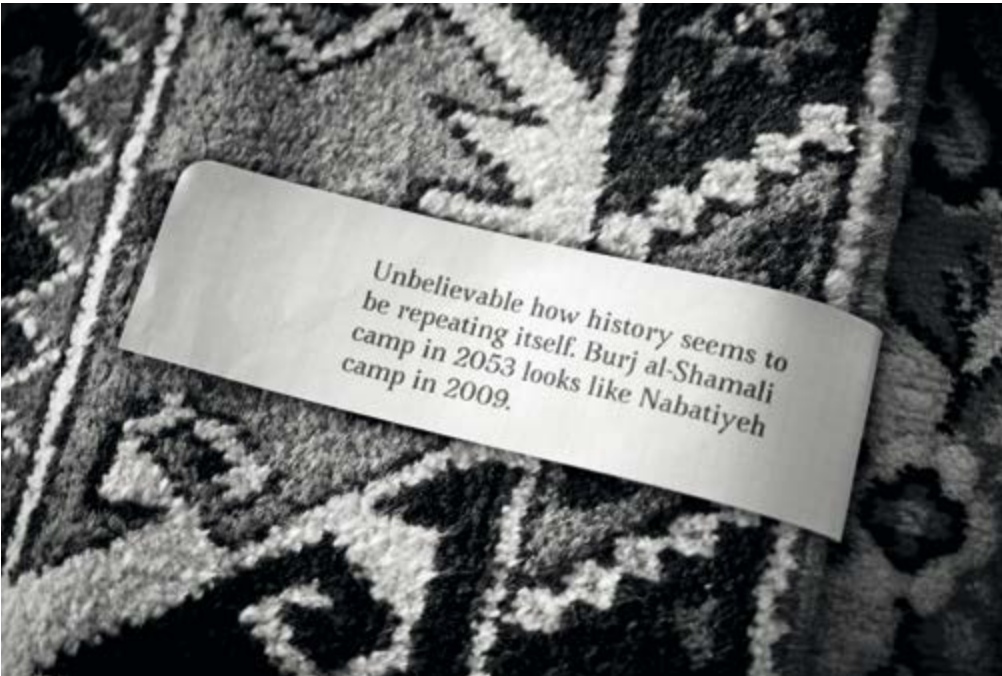 Unbelievable how history seems to
be repeating itself. Burj al-Shamali
camp in 2053 looks like Nabatiyeh
camp in 2009.